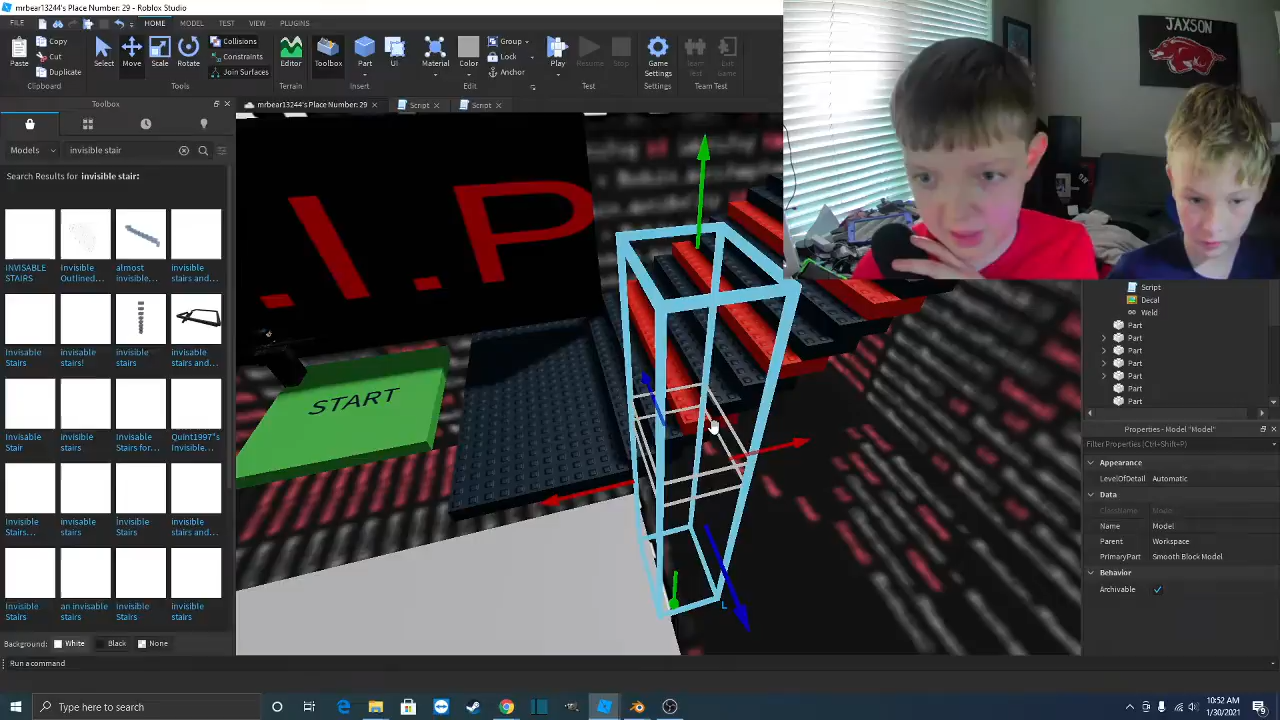 mrbear13244's Place Number: 29 - Roblox Studio
FILE
HOME
MODEL
TEST
VIEW
PLUGINS
Paste
Copy
Cut
Duplicate
Clipboard
Select
Move
Scale
Rotate
Collisions
Constraints
Join Surfaces
Tools
Editor
Terrain
Toolbox
Part
UI
Insert
Material
Color
Group
Lock
Anchor
Edit
Play
Resume
Stop
Test
Game
Settings
Settings
Team
Test
Exit
Game
Team Test
JAXSON
Toolbox
mrbear13244's Place Number: 29
Script
Script
Models
invisible stair
Search Results for invisible stair:
INVISABLE
STAIRS
Invisible
Outlined...
almost
invisible...
Invisible
stairs and...
Invisible
Stairs
invisible
stairs!
Invisible
Stairs
invisible
stairs and...
Invisible
Stair
invisible
Stairs
Invisible
Stairs for...
Quint1997"s
Invisible...
Invisible
Stairs...
invisible
stairs
Invisible
Stairs
invisible
stairs and...
Invisible
Stairs
an invisable
Stairs
Invisible
Stairs
invisible
stairs
Background:
White
Black
None
.I.P
START
Script
Decal
Weld
Part
Part
Part
Part
Part
Part
Part
Properties - Model "Model"
Filter Properties (Ctrl+Shift+P)
Appearance
LevelOfDetail Automatic
Data
ClassName Model
Name Model
Parent Workspace
PrimaryPart Smooth Block Model
Behavior
Archivable
Run a command
Type here to search
10:52 AM
1/30/2021